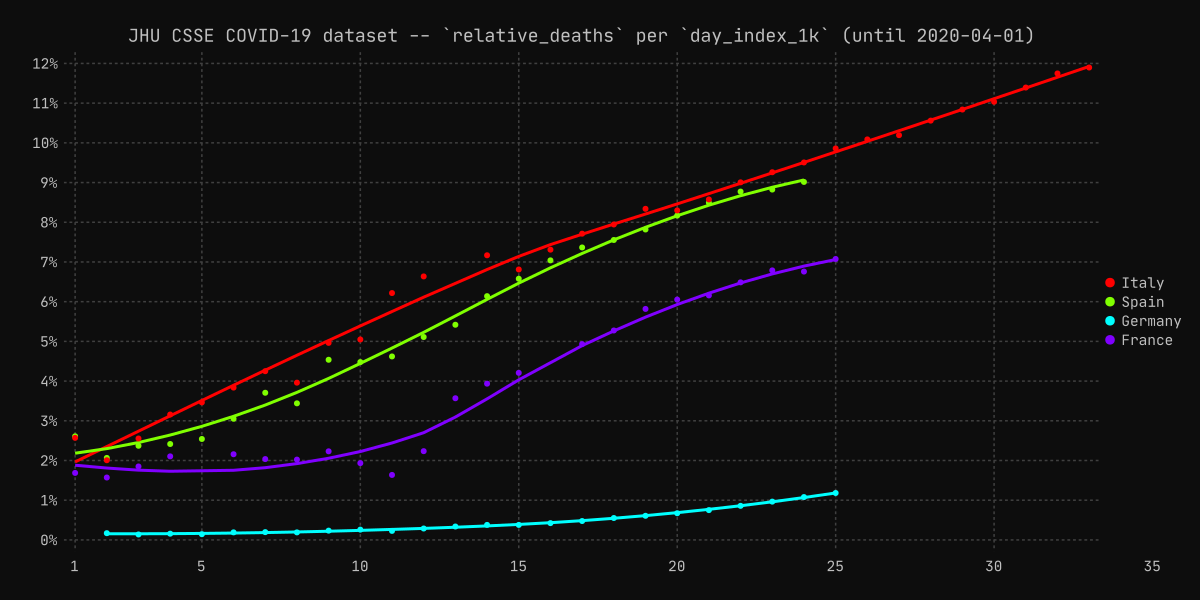 JHU CSSE COVID-19 dataset -- `relative_deaths` per `day_index_1k` (until 2020-04-01)
12%
11%
10%
9%
8%
7%
6%
5%
4%
3%
2%
1%
0%
1 5 10 15 20 25 30 35
Italy
Spain
Germany
France